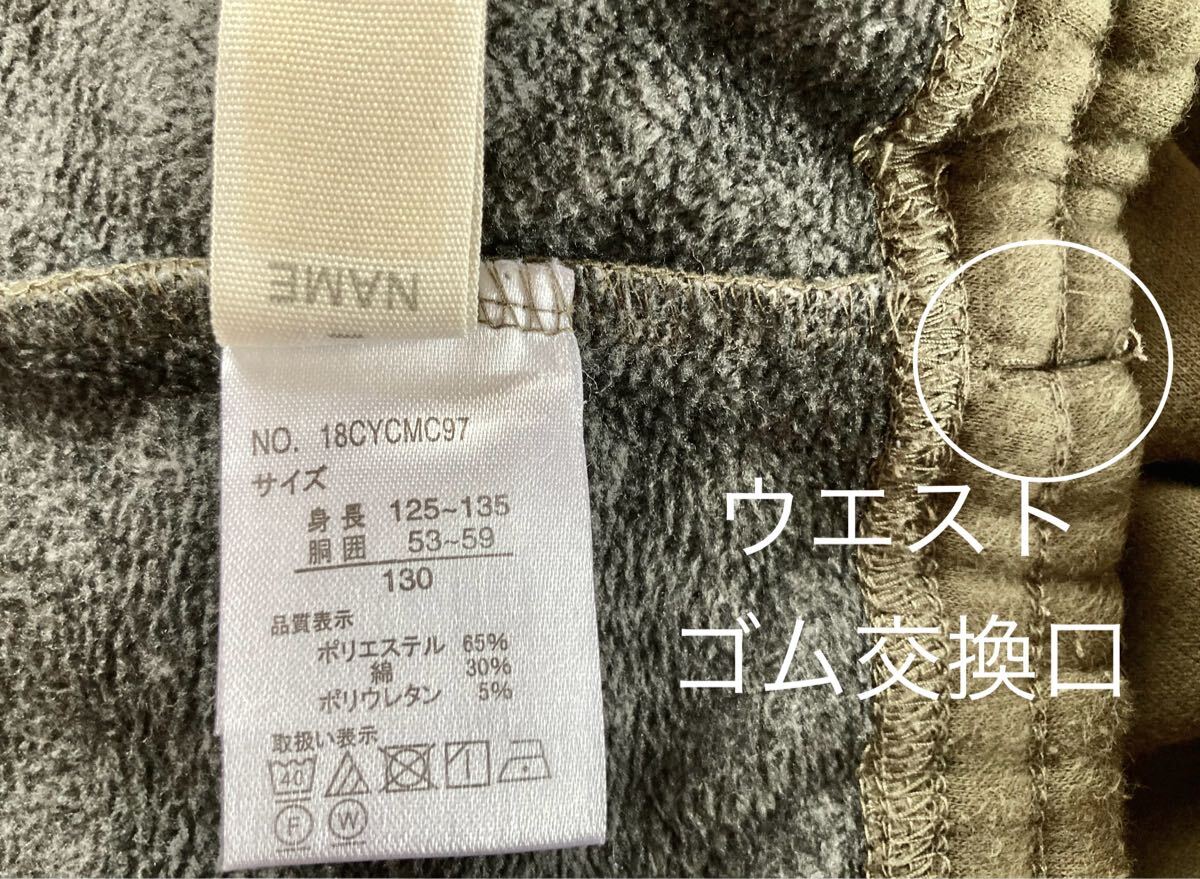 NAME
NO. 18CYCMC97
サイズ
身長 125~135
胴囲 53~59
130
品質表示
ポリエステル 65%
綿 30%
ポリウレタン 5%
取扱い表示
40
F W
ウエスト
ゴム交換口